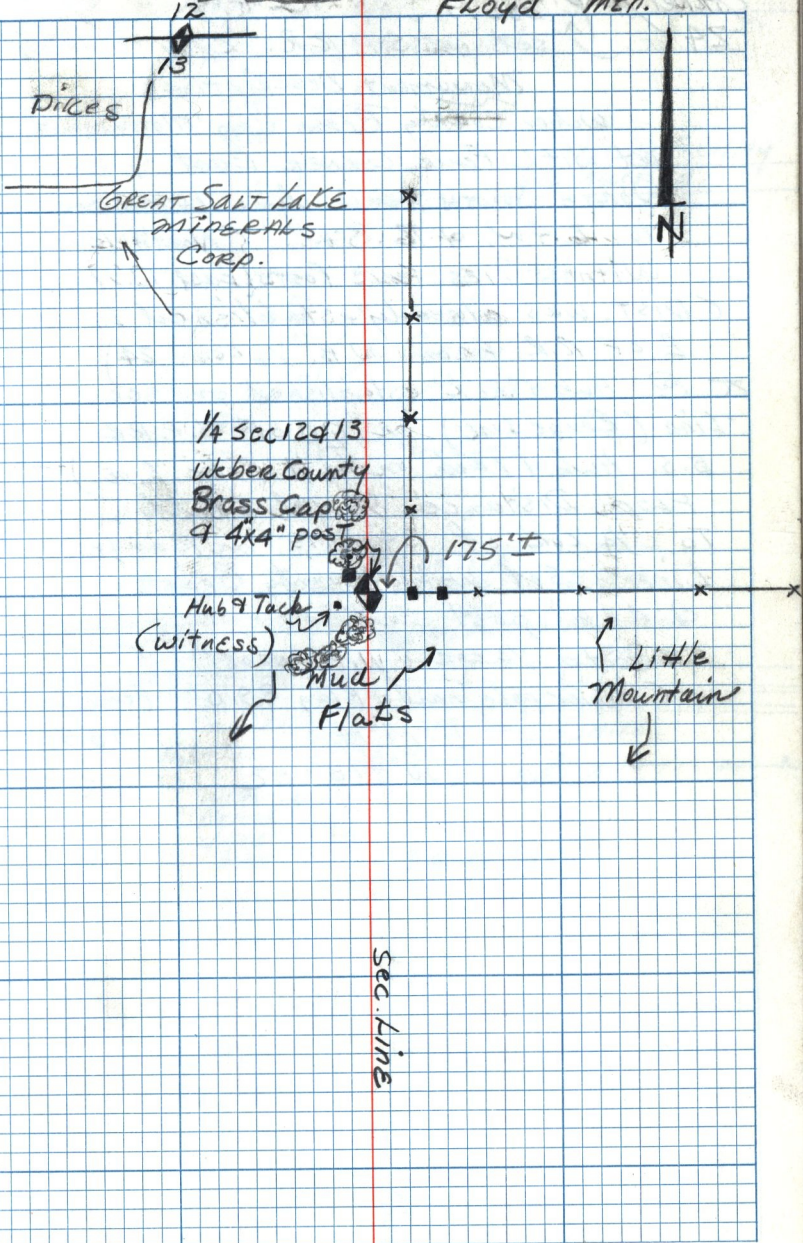 FLoyd Mtn.
12
13
Dikes
GREAT SALT LAKE
MINERALS
CORP.
N
1/4 Sec 12 & 13
Weber County
Brass Cap
& 4"x4" post
175'±
Hub & Tack
(witness)
Mud
Flats
Little
Mountain
Sec. Line